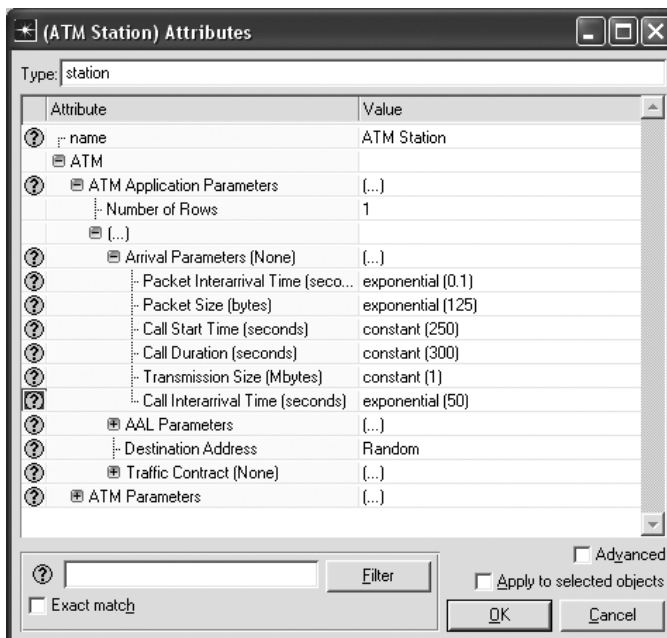 (ATM Station) Attributes
Type: station
Attribute Value
name ATM Station
ATM
ATM Application Parameters (...)
Number of Rows 1
(...)
Arrival Parameters (None) (...)
Packet Interarrival Time (seco... exponential (0.1)
Packet Size (bytes) exponential (125)
Call Start Time (seconds) constant (250)
Call Duration (seconds) constant (300)
Transmission Size (Mbytes) constant (1)
Call Interarrival Time (seconds) exponential (50)
AAL Parameters (...)
Destination Address Random
Traffic Contract (None) (...)
ATM Parameters (...)
Advanced
Filter
Apply to selected objects
Exact match
OK Cancel